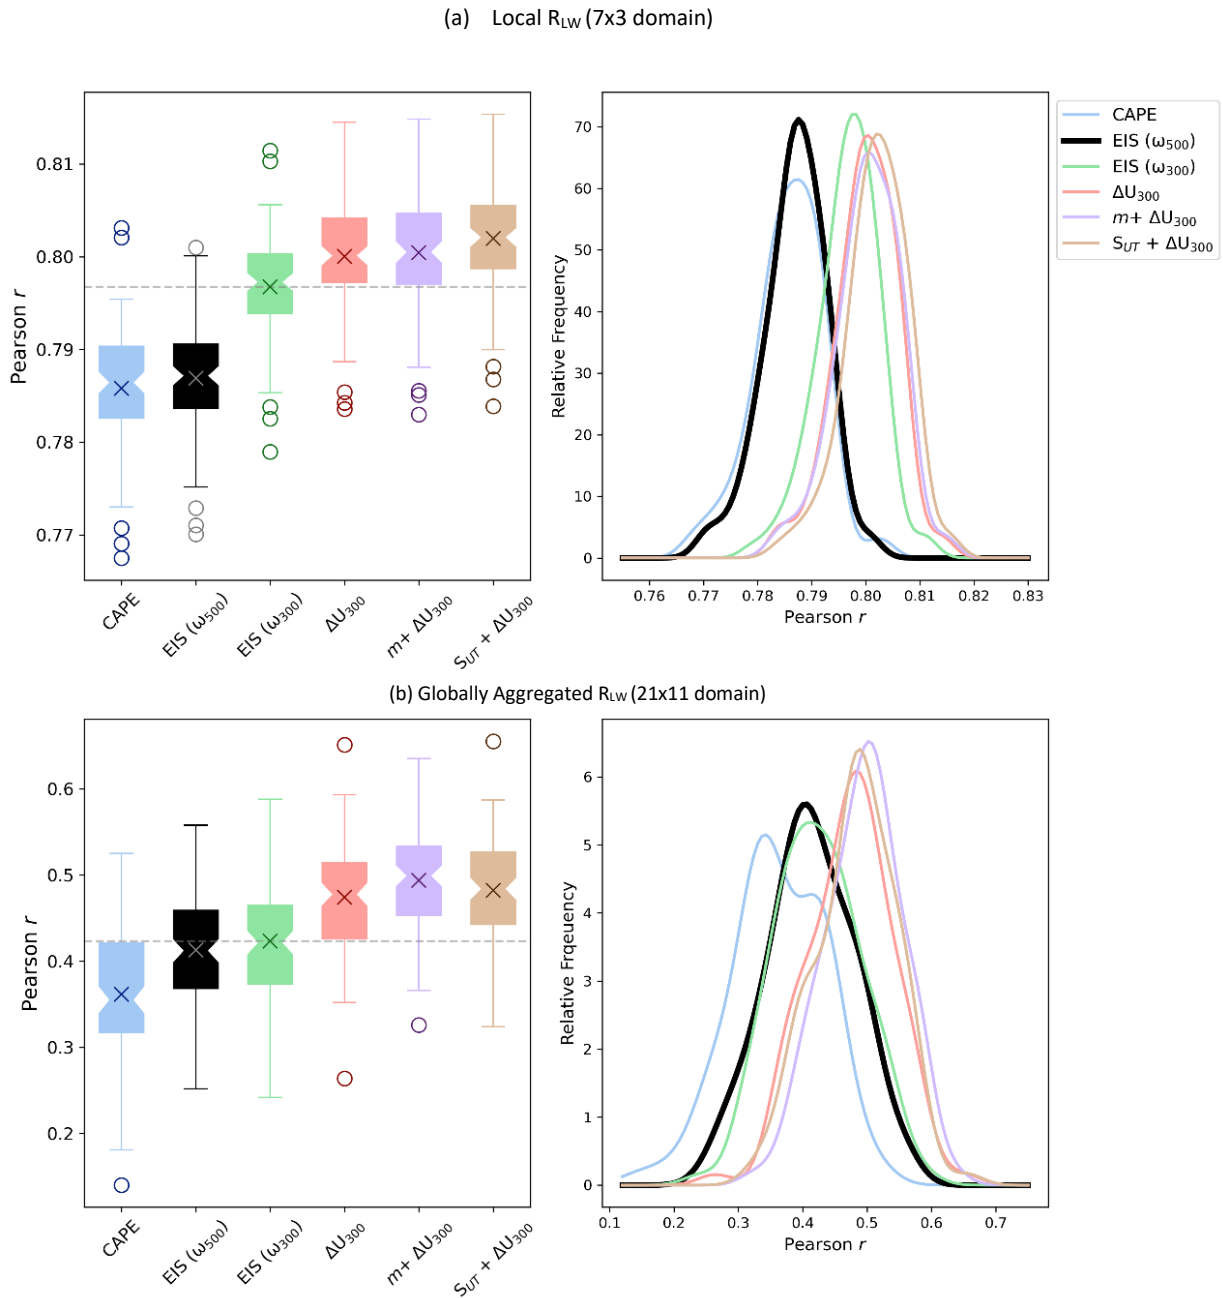 (a) Local RLW (7x3 domain)
Pearson r
0.81
0.80
0.79
0.78
0.77
CAPE
EIS (ω500)
EIS (ω300)
ΔU300
m+ ΔU300
SUT + ΔU300
Relative Frequency
70
60
50
40
30
20
10
0
0.76 0.77 0.78 0.79 0.80 0.81 0.82 0.83
Pearson r
CAPE
EIS (ω500)
EIS (ω300)
ΔU300
m+ ΔU300
SUT + ΔU300
(b) Globally Aggregated RLW (21x11 domain)
Pearson r
0.6
0.5
0.4
0.3
0.2
CAPE
EIS (ω500)
EIS (ω300)
ΔU300
m+ ΔU300
SUT + ΔU300
Relative Frqeuency
6
5
4
3
2
1
0
0.1 0.2 0.3 0.4 0.5 0.6 0.7
Pearson r